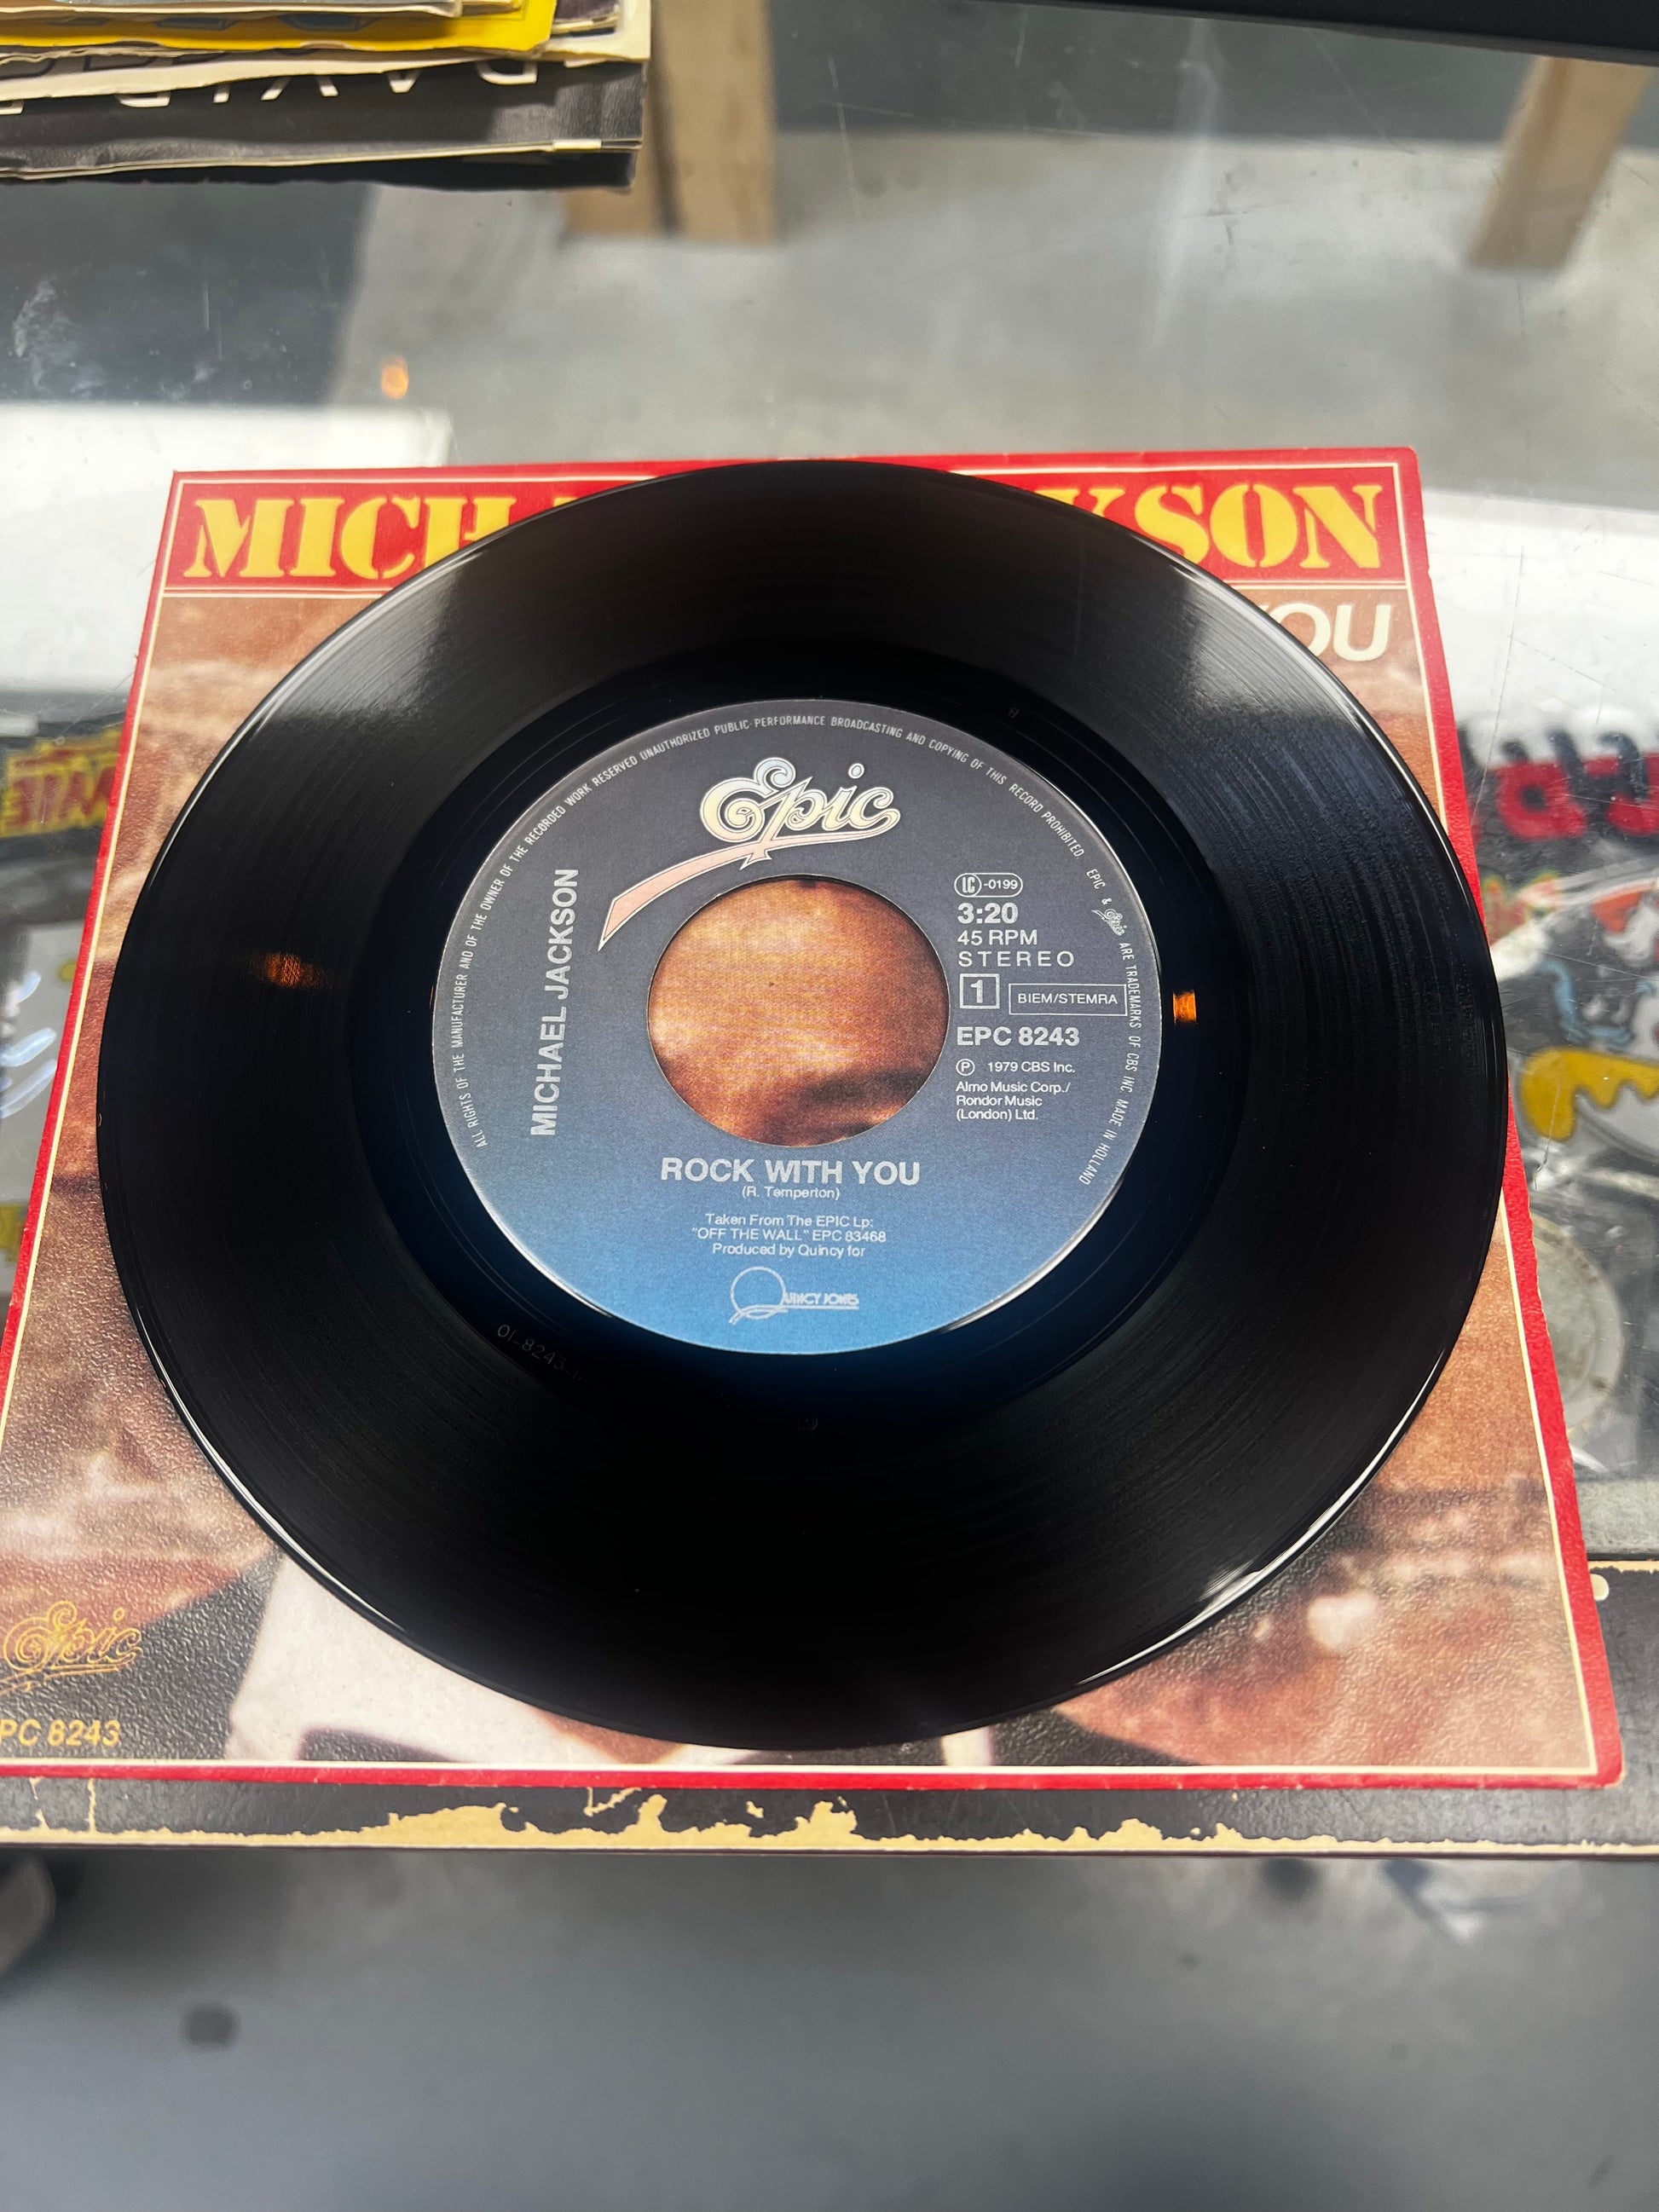 MICH
KSON
YOU
ALL RIGHTS OF THE MANUFACTURER AND OF THE OWNER OF THE RECORDED WORK RESERVED UNAUTHORIZED PUBLIC PERFORMANCE BROADCASTING AND COPYING OF THIS RECORD PROHIBITED. EPIC & Epic ARE TRADEMARKS OF CBS INC MADE IN HOLLAND
Epic
MICHAEL JACKSON
LC -0199
3:20
45 RPM
STEREO
1 BIEM/STEMRA
EPC 8243
Ⓟ 1979 CBS Inc.
Almo Music Corp./
Rondor Music
(London) Ltd.
ROCK WITH YOU
(R. Temperton)
Taken From The EPIC Lp:
"OFF THE WALL" EPC 83468
Produced by Quincy for
QUINCY JONES
Epic
PC 8243